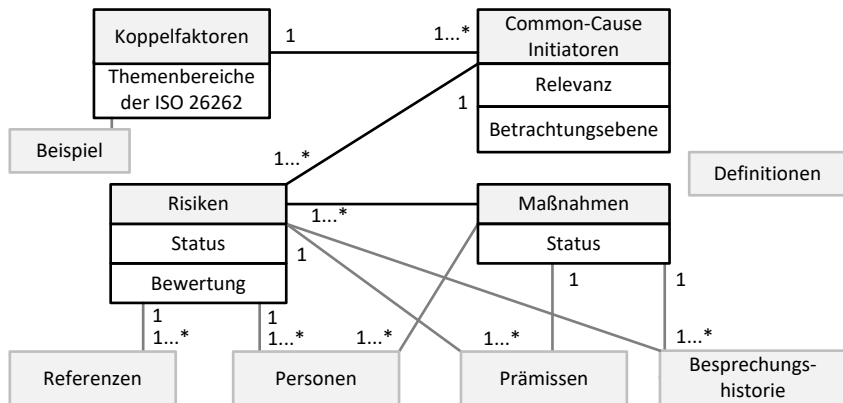 Koppelfaktoren
1
1...*
Common-Cause
Initiatoren
Themenbereiche
der ISO 26262
Relevanz
1
Betrachtungsebene
Beispiel
1...*
Definitionen
Risiken
1...*
Maßnahmen
Status
1
Status
Bewertung
1
1
1
1
1...*
1...*
1...*
1...*
1...*
Referenzen
Personen
Prämissen
Besprechungs-
historie